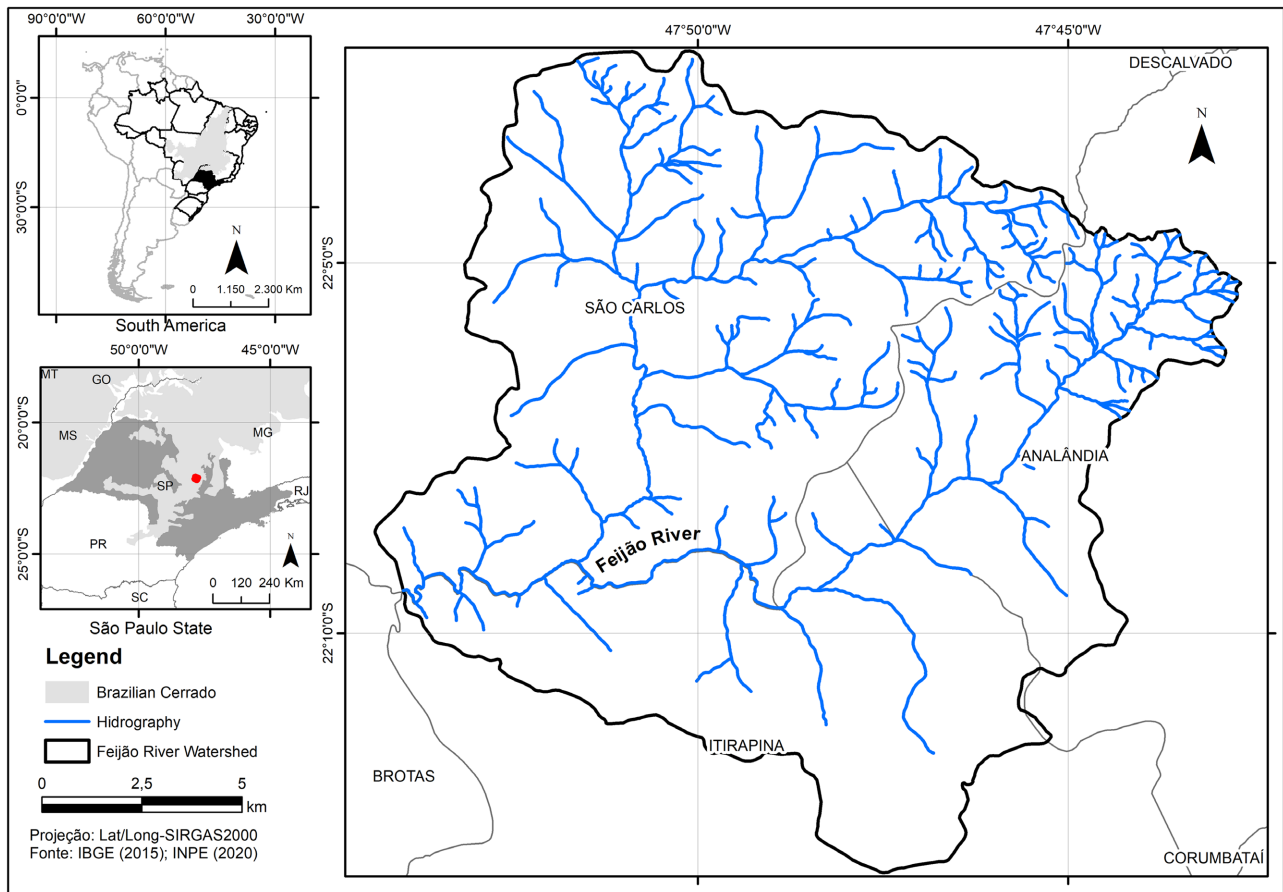 90°0'0"W
60°0'0"W
30°0'0"W
0°0'0"
30°0'0"S
N
0
1.150
2.300 Km
South America
50°0'0"W
45°0'0"W
20°0'0"S
25°0'0"S
MT
GO
MS
MG
SP
RJ
PR
SC
N
0
120
240 Km
São Paulo State
Legend
Brazilian Cerrado
Hidrography
Feijão River Watershed
0
2,5
5
km
Projeção: Lat/Long-SIRGAS2000
Fonte: IBGE (2015); INPE (2020)
47°50'0"W
47°45'0"W
22°5'0"S
22°10'0"S
DESCALVADO
N
SÃO CARLOS
ANALÂNDIA
Feijão River
ITIRAPINA
BROTAS
CORUMBATAÍ